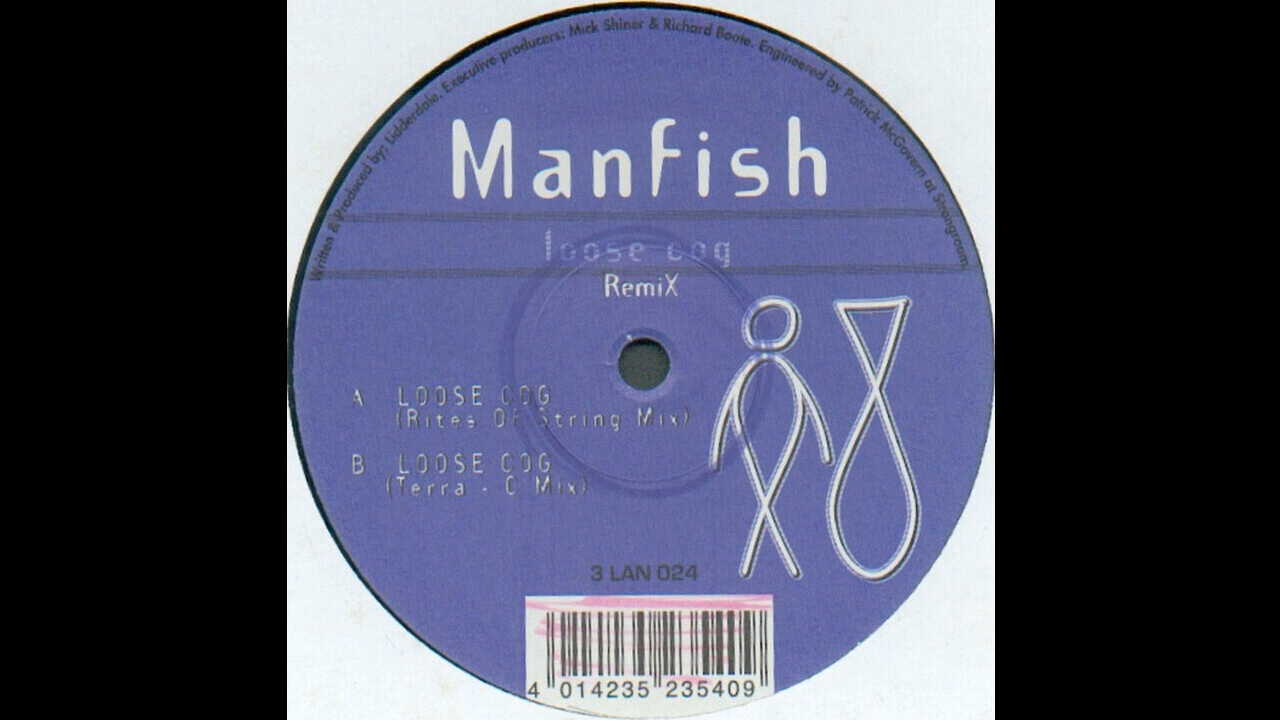 Written & Produced by: Lidderdale. Executive producers: Mick Shiner & Richard Boote. Engineered by Patrick McGovern at Strongroom.
Manfish
loose cog
RemiX
A LOOSE COG
(Rites Of String Mix)
B LOOSE COG
(Terra - C Mix)
3 LAN 024
4 014235 235409